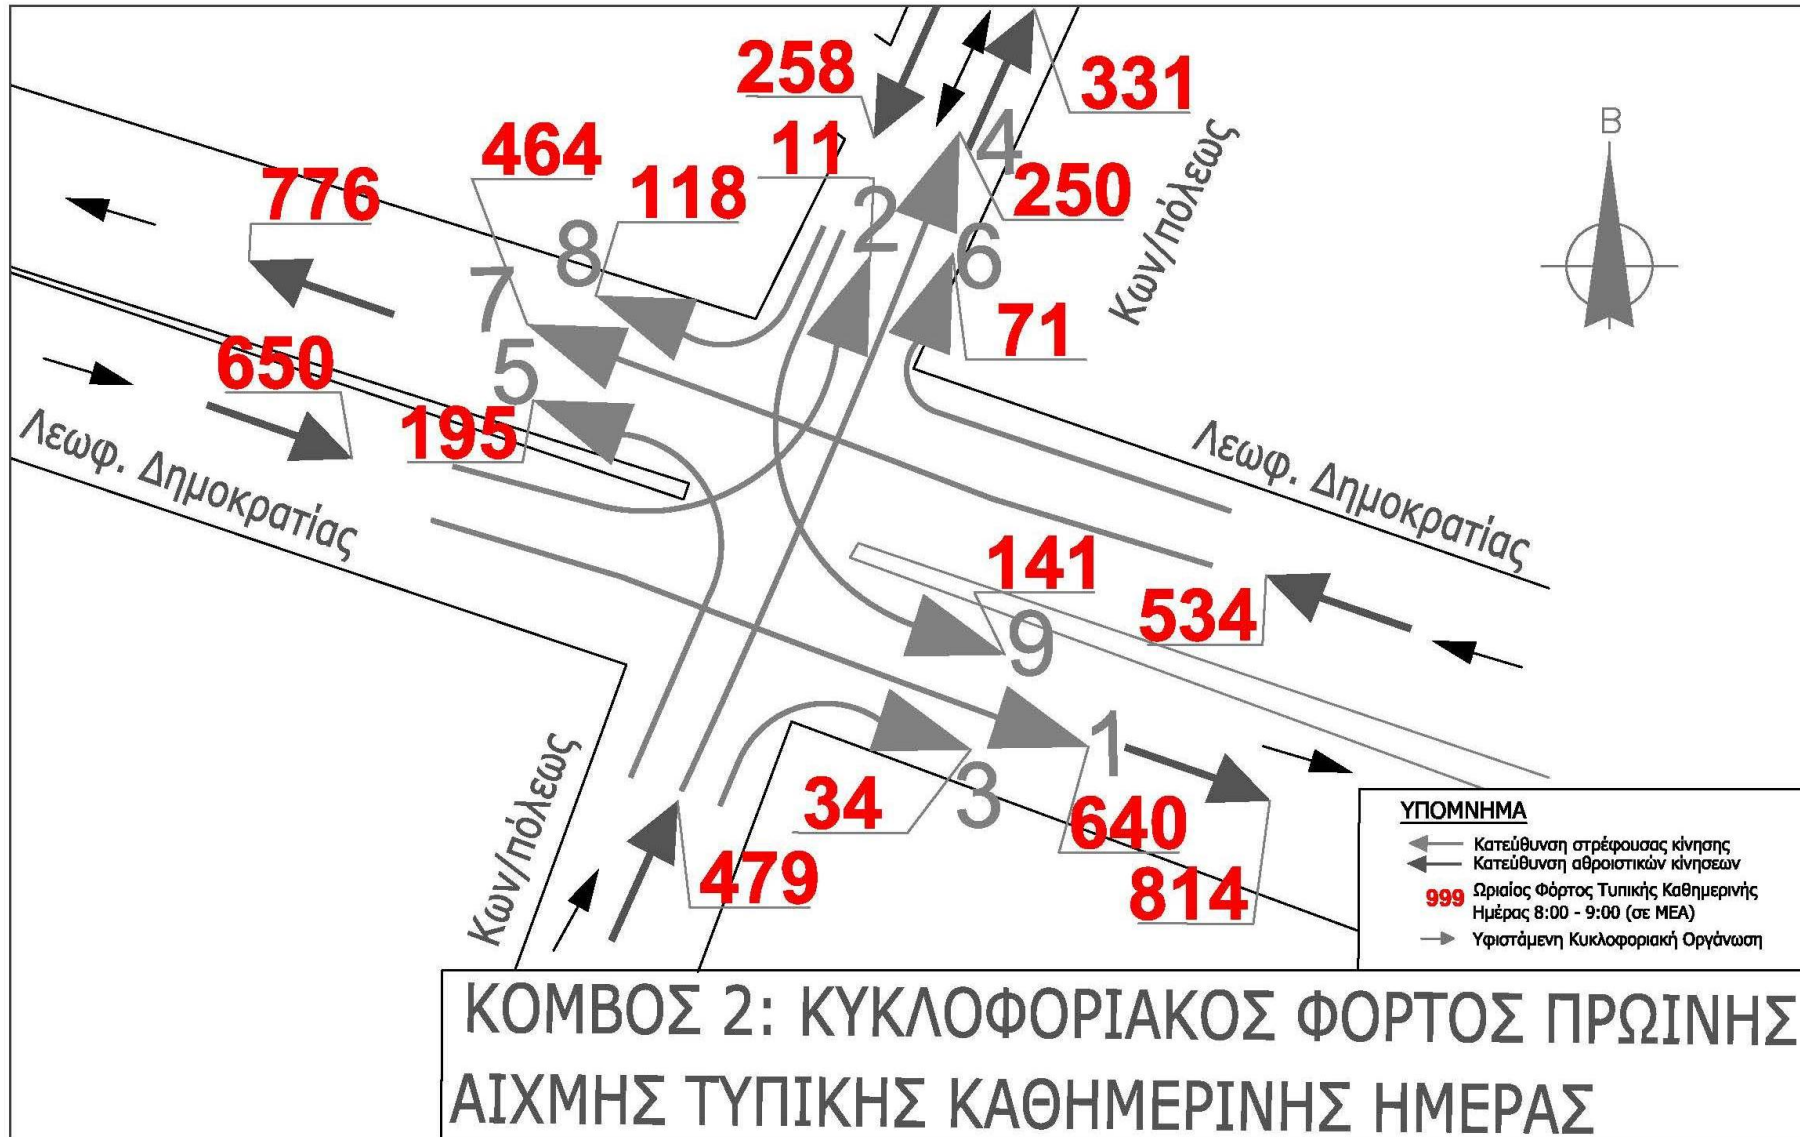 258
331
Β
464
11
4
118
250
Κων/πόλεως
776
2
8
6
7
71
650
5
195
Λεωφ. Δημοκρατίας
Λεωφ. Δημοκρατίας
141
534
9
1
3
34
640
Κων/πόλεως
479
814
ΥΠΟΜΝΗΜΑ
Κατεύθυνση στρέφουσας κίνησης
Κατεύθυνση αθροιστικών κίνησεων
999 Ωριαίος Φόρτος Τυπικής Καθημερινής
Ημέρας 8:00 - 9:00 (σε ΜΕΑ)
Υφιστάμενη Κυκλοφοριακή Οργάνωση
ΚΟΜΒΟΣ 2: ΚΥΚΛΟΦΟΡΙΑΚΟΣ ΦΟΡΤΟΣ ΠΡΩΙΝΗΣ
ΑΙΧΜΗΣ ΤΥΠΙΚΗΣ ΚΑΘΗΜΕΡΙΝΗΣ ΗΜΕΡΑΣ